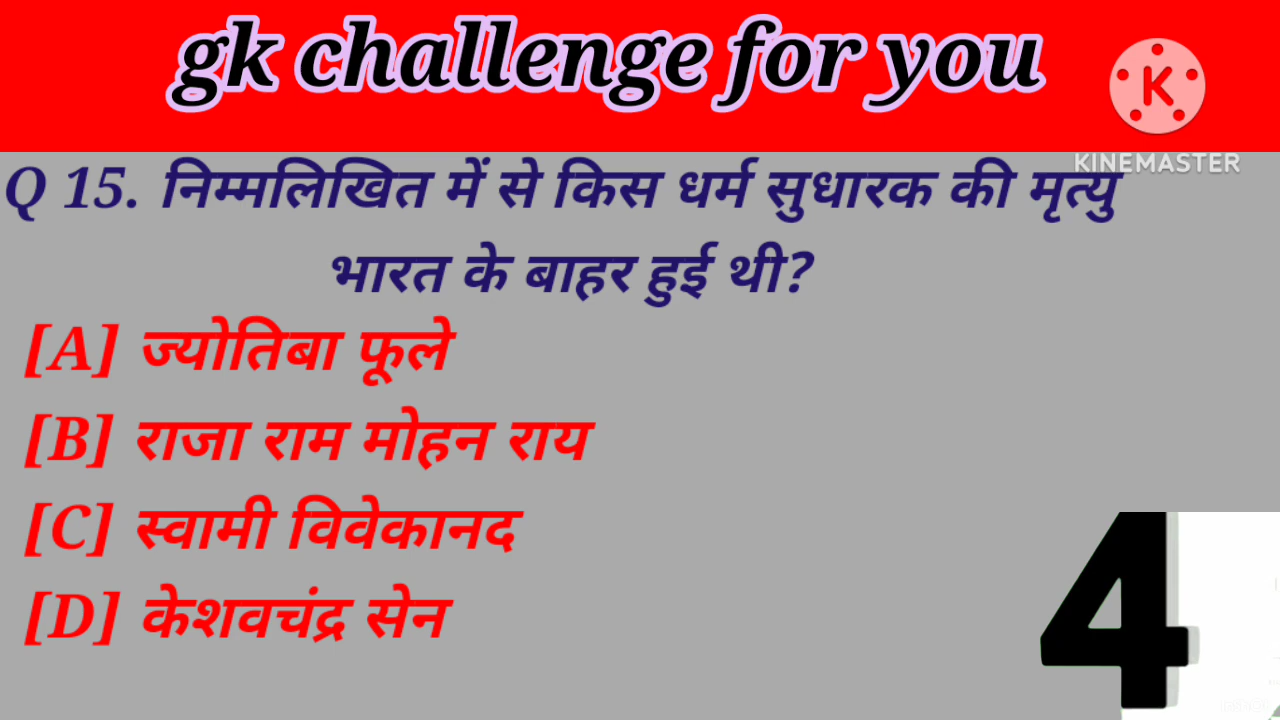 gk challenge for you
K
KINEMASTER
Q 15. निम्मलिखित में से किस धर्म सुधारक की मृत्यु
भारत के बाहर हुई थी?
[A] ज्योतिबा फूले
[B] राजा राम मोहन राय
[C] स्वामी विवेकानद
[D] केशवचंद्र सेन
4